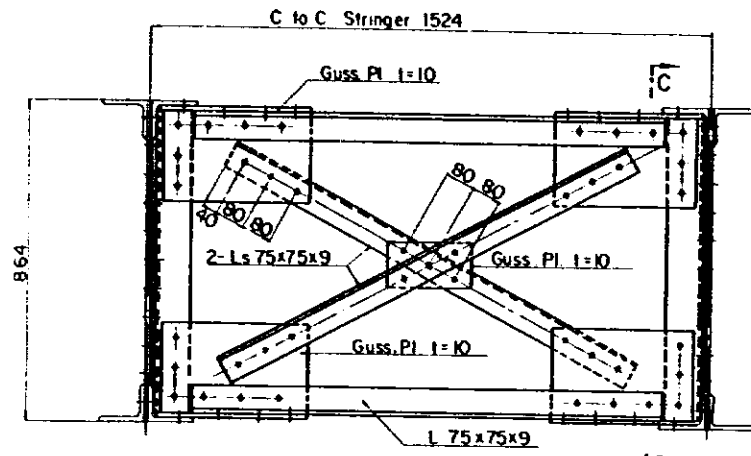 C to C Stringer 1524
Guss. Pl. t=10
C
80
80
40
80
80
864
2-Ls 75x75x9
Guss. Pl. t=10
Guss. Pl. t=10
L 75x75x9